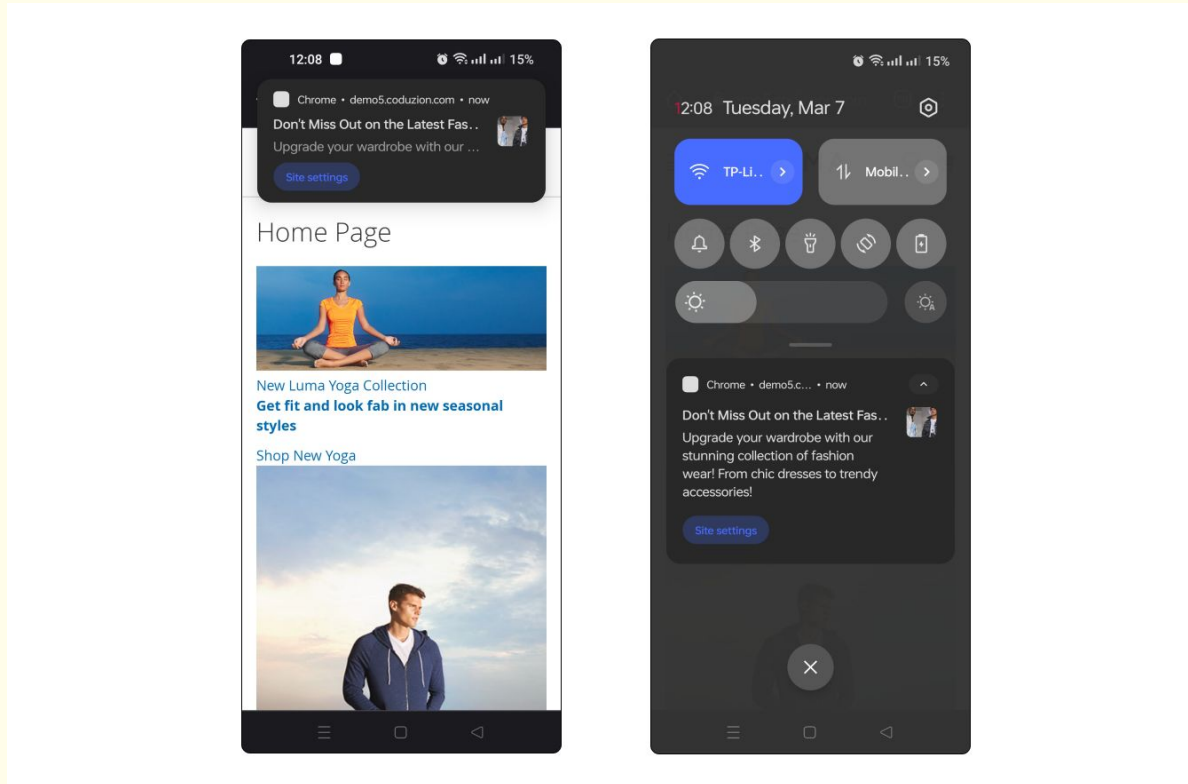 12:08
15%
Chrome • demo5.coduzion.com • now
Don't Miss Out on the Latest Fas..
Upgrade your wardrobe with our ...
Site settings
Home Page
New Luma Yoga Collection
Get fit and look fab in new seasonal
styles
Shop New Yoga
15%
12:08 Tuesday, Mar 7
TP-Li..
Mobil..
A
Chrome • demo5.c... • now
Don't Miss Out on the Latest Fas..
Upgrade your wardrobe with our
stunning collection of fashion
wear! From chic dresses to trendy
accessories!
Site settings